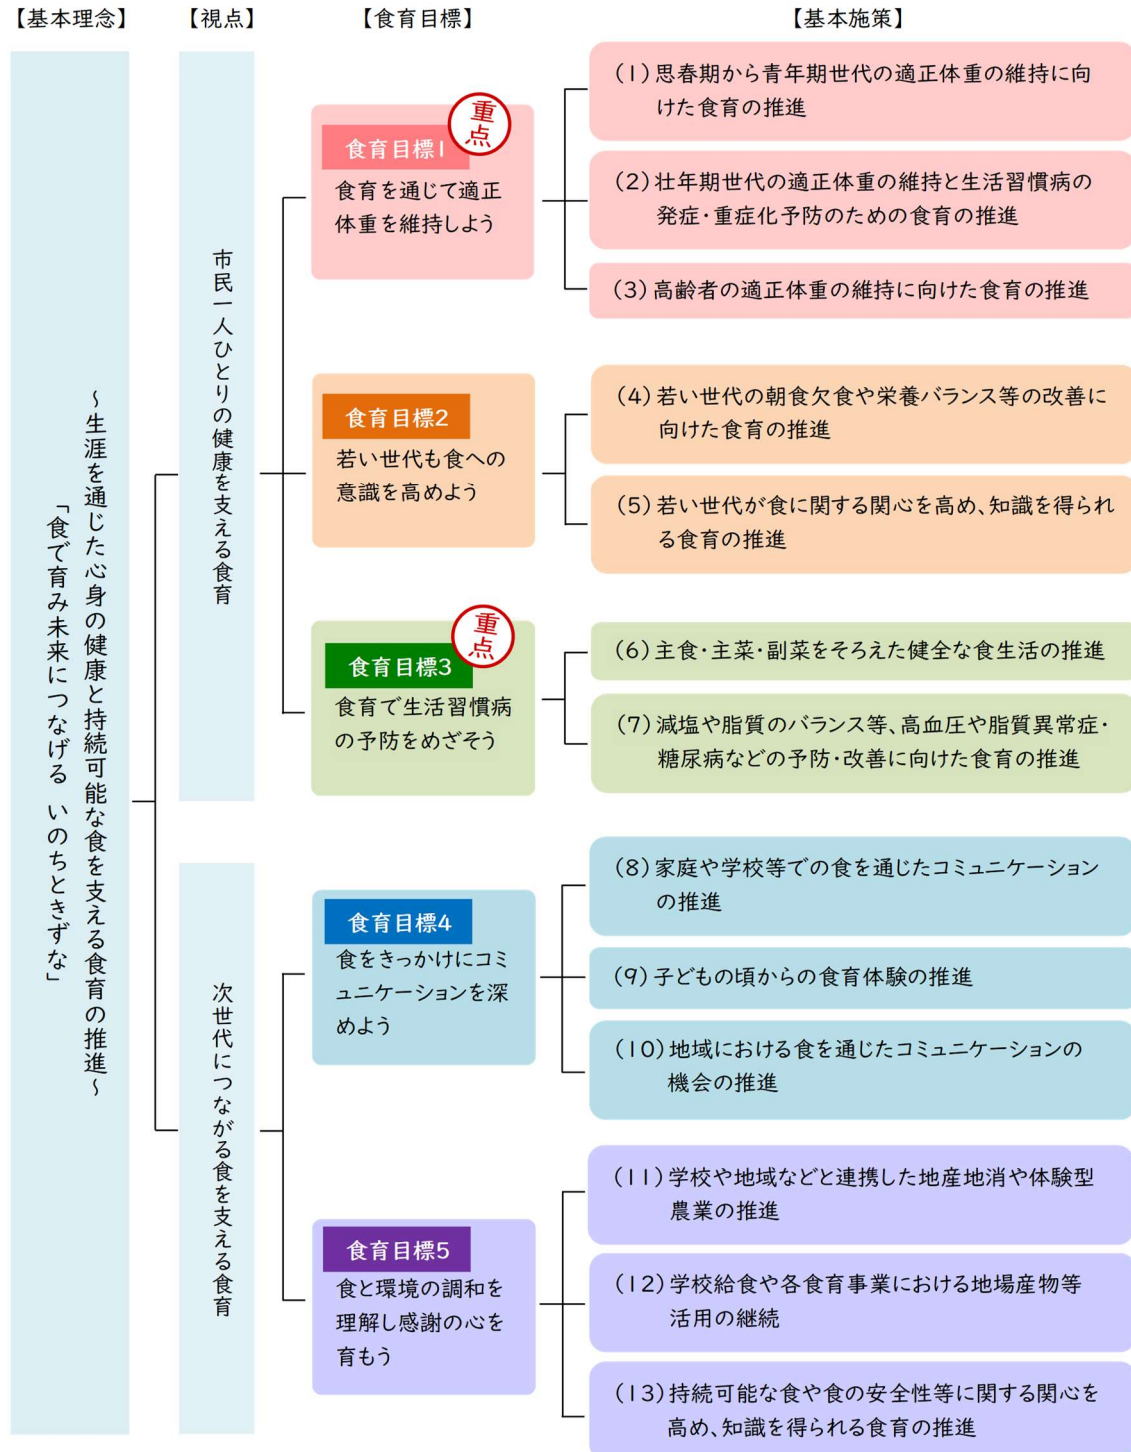 【基本理念】
【視点】
【食育目標】
【基本施策】
～生涯を通じた心身の健康と持続可能な食を支える食育の推進～
「食で育み未来につなげる いのちときずな」
市民一人ひとりの健康を支える食育
重点
食育目標1
食育を通じて適正
体重を維持しよう
(1)思春期から青年期世代の適正体重の維持に向
けた食育の推進
(2)壮年期世代の適正体重の維持と生活習慣病の
発症・重症化予防のための食育の推進
(3)高齢者の適正体重の維持に向けた食育の推進
食育目標2
若い世代も食への
意識を高めよう
(4)若い世代の朝食欠食や栄養バランス等の改善に
向けた食育の推進
(5)若い世代が食に関する関心を高め、知識を得られ
る食育の推進
重点
食育目標3
食育で生活習慣病
の予防をめざそう
(6)主食・主菜・副菜をそろえた健全な食生活の推進
(7)減塩や脂質のバランス等、高血圧や脂質異常症・
糖尿病などの予防・改善に向けた食育の推進
次世代につながる食を支える食育
食育目標4
食をきっかけにコミ
ュニケーションを深
めよう
(8)家庭や学校等での食を通じたコミュニケーション
の推進
(9)子どもの頃からの食育体験の推進
(10)地域における食を通じたコミュニケーションの
機会の推進
食育目標5
食と環境の調和を
理解し感謝の心を
育もう
(11)学校や地域などと連携した地産地消や体験型
農業の推進
(12)学校給食や各食育事業における地場産物等
活用の継続
(13)持続可能な食や食の安全性等に関する関心を
高め、知識を得られる食育の推進